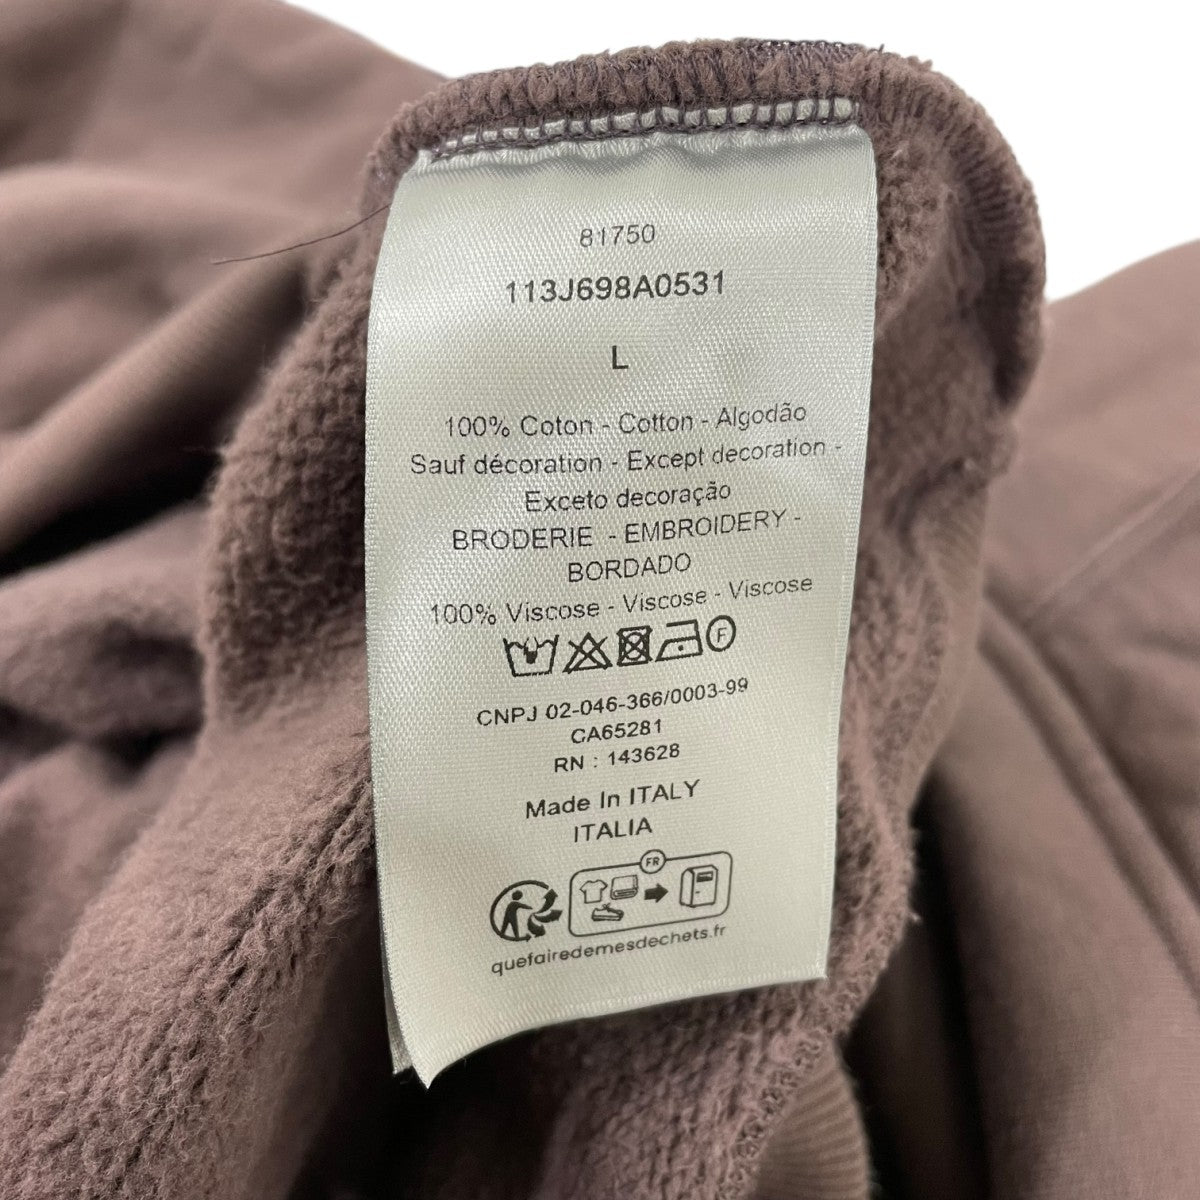 81750
113J698A0531
L
100% Coton - Cotton - Algodão
Sauf décoration - Except decoration -
Exceto decoração
BRODERIE - EMBROIDERY -
BORDADO
100% Viscose - Viscose - Viscose
F
CNPJ 02-046-366/0003-99
CA65281
RN : 143628
Made In ITALY
ITALIA
FR
quefairedemesdechets.fr